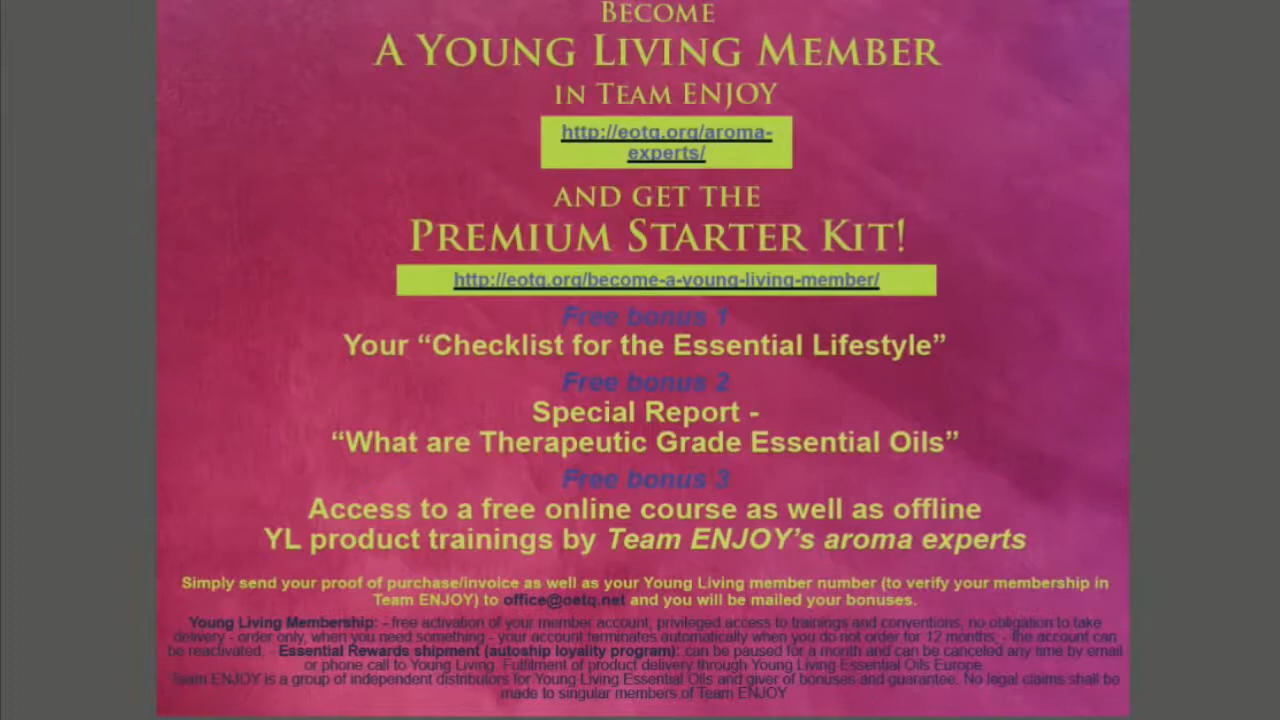 BECOME
A YOUNG LIVING MEMBER
IN TEAM ENJOY
http://eotq.org/aroma-
experts/
AND GET THE
PREMIUM STARTER KIT!
http://eotq.org/become-a-young-living-member/
Free bonus 1
Your “Checklist for the Essential Lifestyle”
Free bonus 2
Special Report -
“What are Therapeutic Grade Essential Oils”
Free bonus 3
Access to a free online course as well as offline
YL product trainings by Team ENJOY’s aroma experts
Simply send your proof of purchase/invoice as well as your Young Living member number (to verify your membership in
Team ENJOY) to office@oetq.net and you will be mailed your bonuses.
Young Living Membership: - free activation of your member account, privileged access to trainings and conventions, no obligation to take
delivery - order only, when you need something - your account terminates automatically when you do not order for 12 months, - the account can
be reactivated, - Essential Rewards shipment (autoship loyality program): can be paused for a month and can be canceled any time by email
or phone call to Young Living. Fulfilment of product delivery through Young Living Essential Oils Europe.
Team ENJOY is a group of independent distributors for Young Living Essential Oils and giver of bonuses and guarantee. No legal claims shall be
made to singular members of Team ENJOY